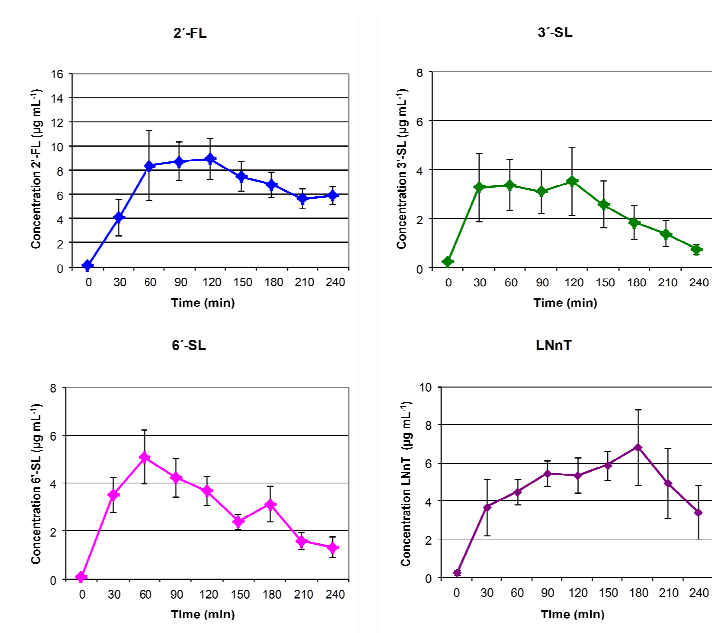 2´-FL
Concentration 2'-FL (µg mL-1)
16
14
12
10
8
6
4
2
0
0 30 60 90 120 150 180 210 240
Time (min)
3´-SL
Concentration 3'-SL (µg mL-1)
8
6
4
2
0
0 30 60 90 120 150 180 210 240
Time (min)
6´-SL
Concentration 6'-SL (µg mL-1)
8
6
4
2
0
0 30 60 90 120 150 180 210 240
Time (min)
LNnT
Concentration LNnT (µg mL-1)
10
8
6
4
2
0
0 30 60 90 120 150 180 210 240
Time (min)